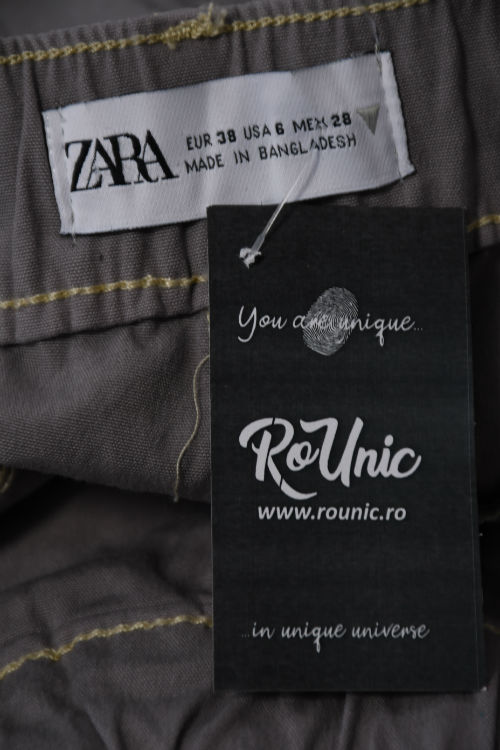 ZARA
EUR 38 USA 6 MEX 28
MADE IN BANGLADESH
You are unique...
RoUnic
www.rounic.ro
...in unique universe